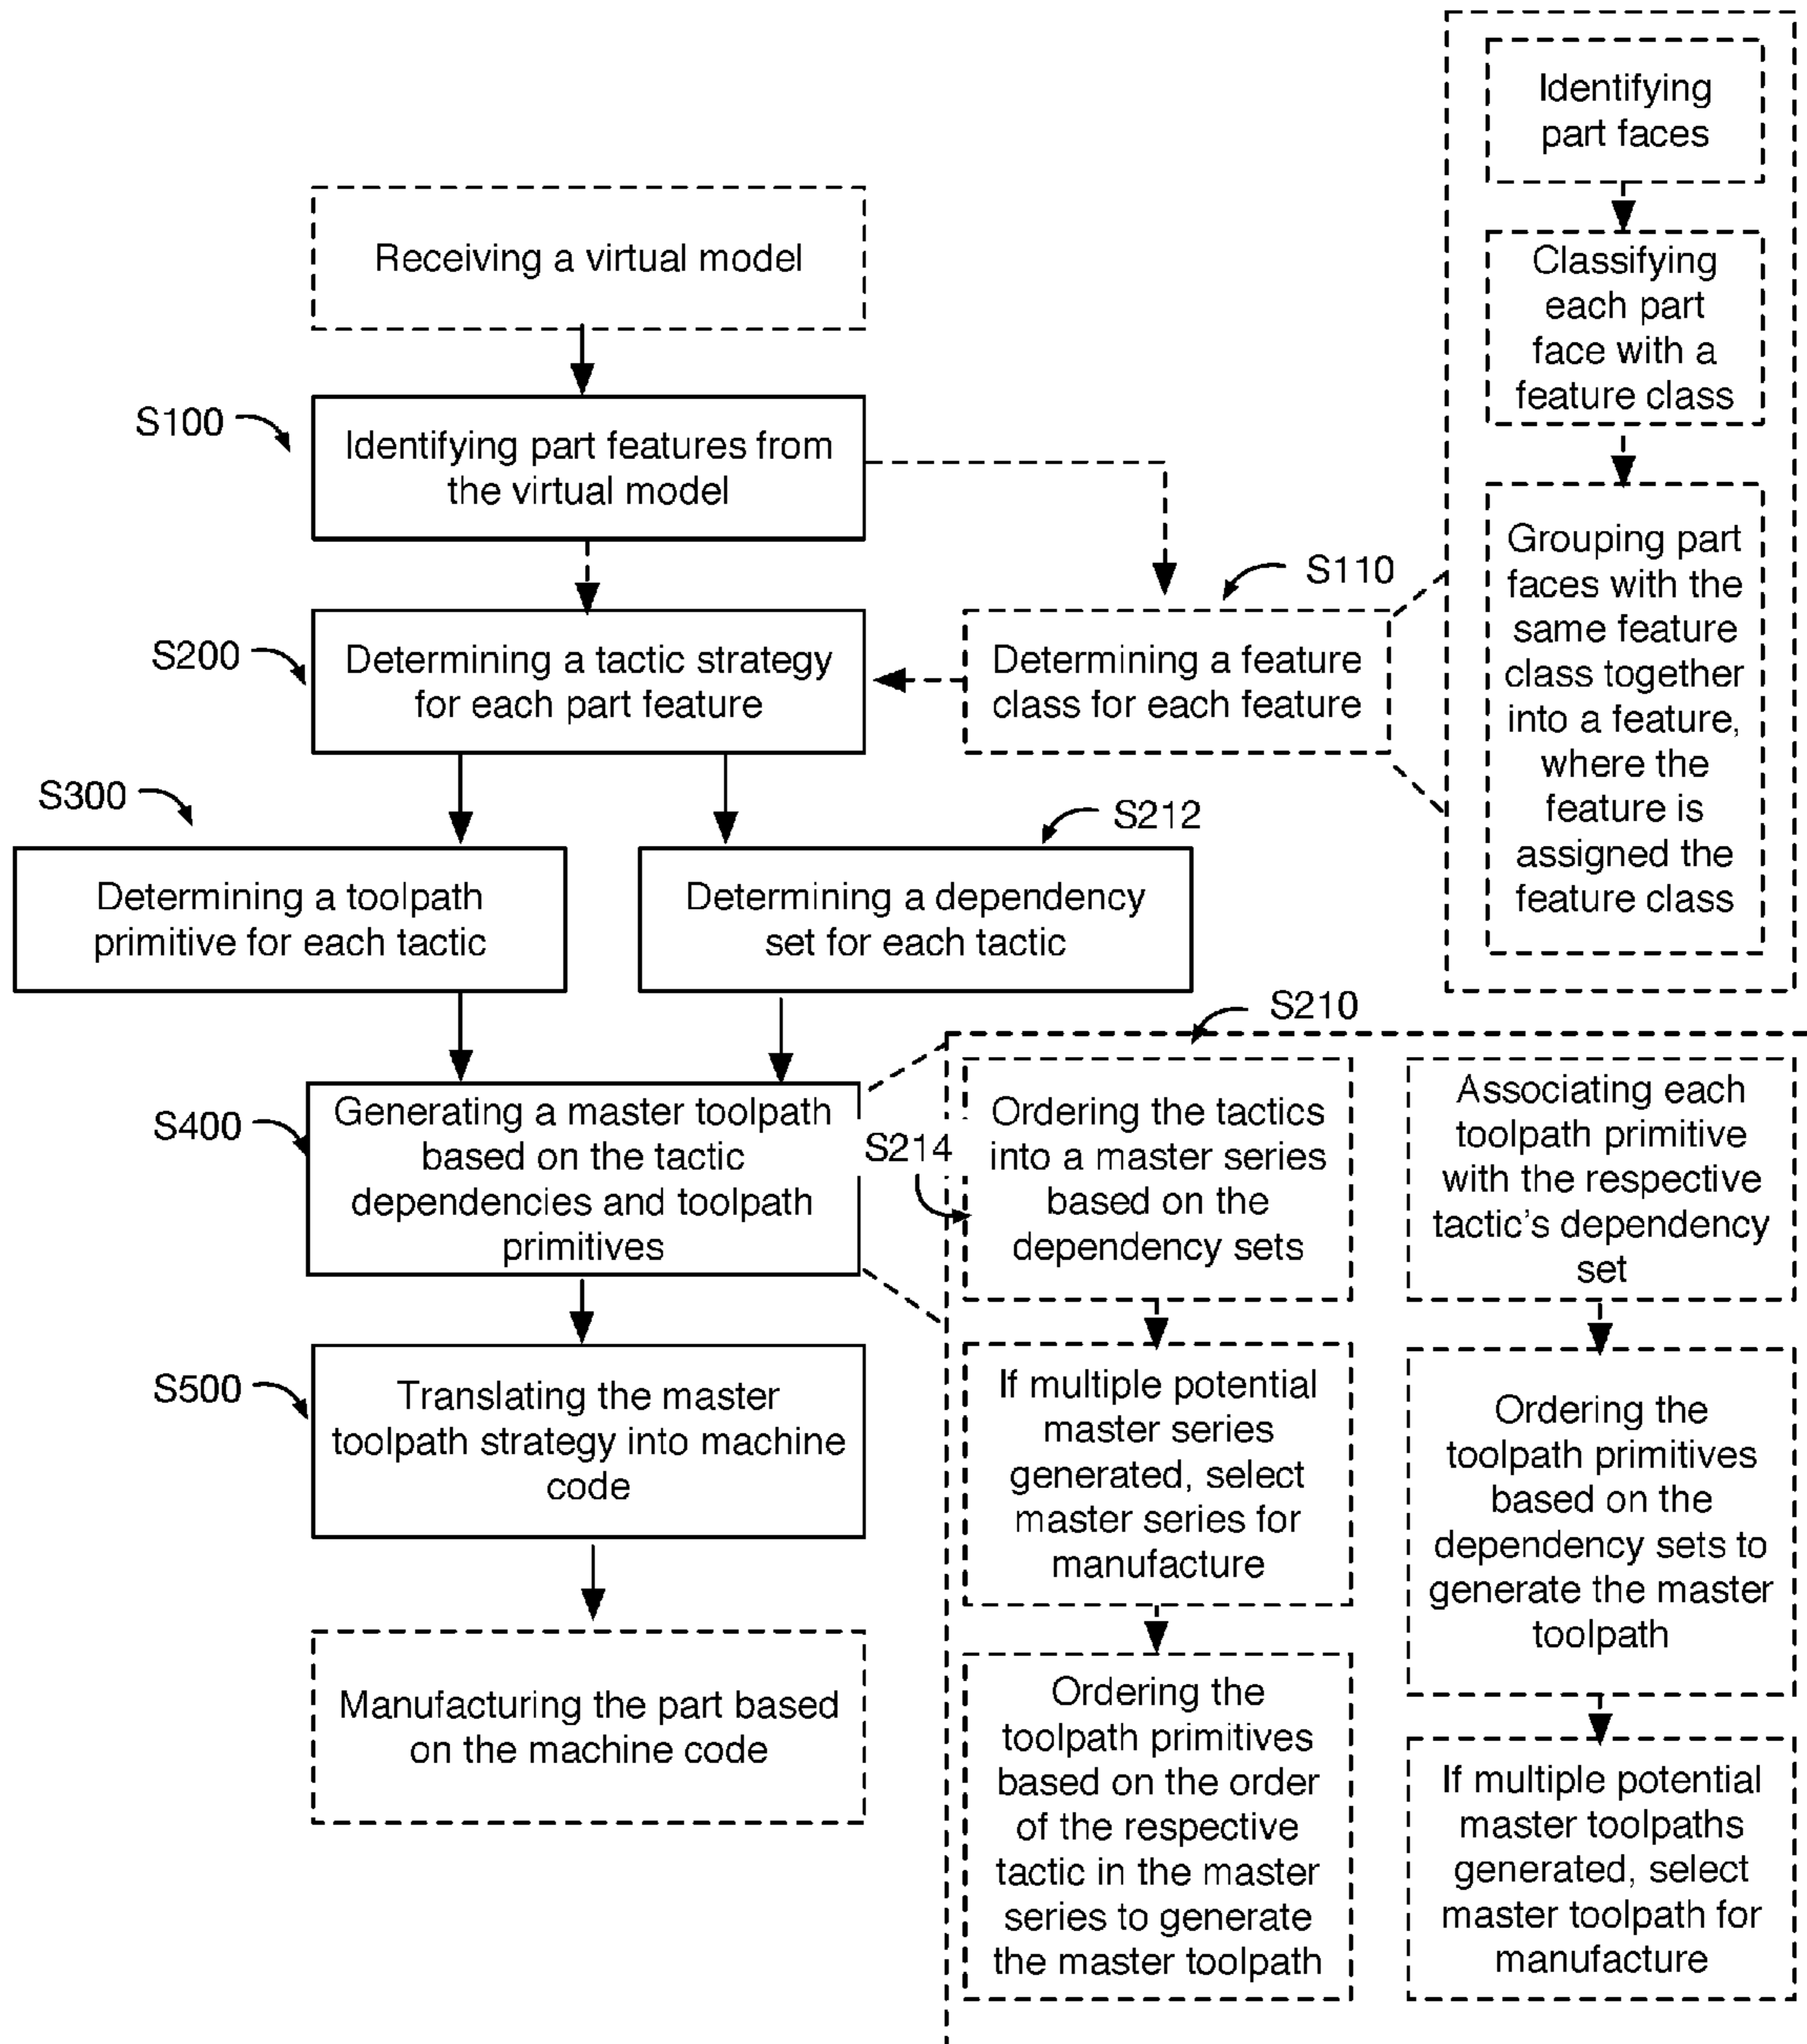 Receiving a virtual model
S100
Identifying part features from
the virtual model
S200
Determining a tactic strategy
for each part feature
S110
Determining a feature
class for each feature
Identifying
part faces
Classifying
each part
face with a
feature class
Grouping part
faces with the
same feature
class together
into a feature,
where the
feature is
assigned the
feature class
S300
Determining a toolpath
primitive for each tactic
S212
Determining a dependency
set for each tactic
S400
Generating a master toolpath
based on the tactic
dependencies and toolpath
primitives
S210
S214
Ordering the tactics
into a master series
based on the
dependency sets
If multiple potential
master series
generated, select
master series for
manufacture
Ordering the
toolpath primitives
based on the order
of the respective
tactic in the master
series to generate
the master toolpath
Associating each
toolpath primitive
with the respective
tactic's dependency
set
Ordering the
toolpath primitives
based on the
dependency sets to
generate the master
toolpath
If multiple potential
master toolpaths
generated, select
master toolpath for
manufacture
S500
Translating the master
toolpath strategy into machine
code
Manufacturing the part based
on the machine code